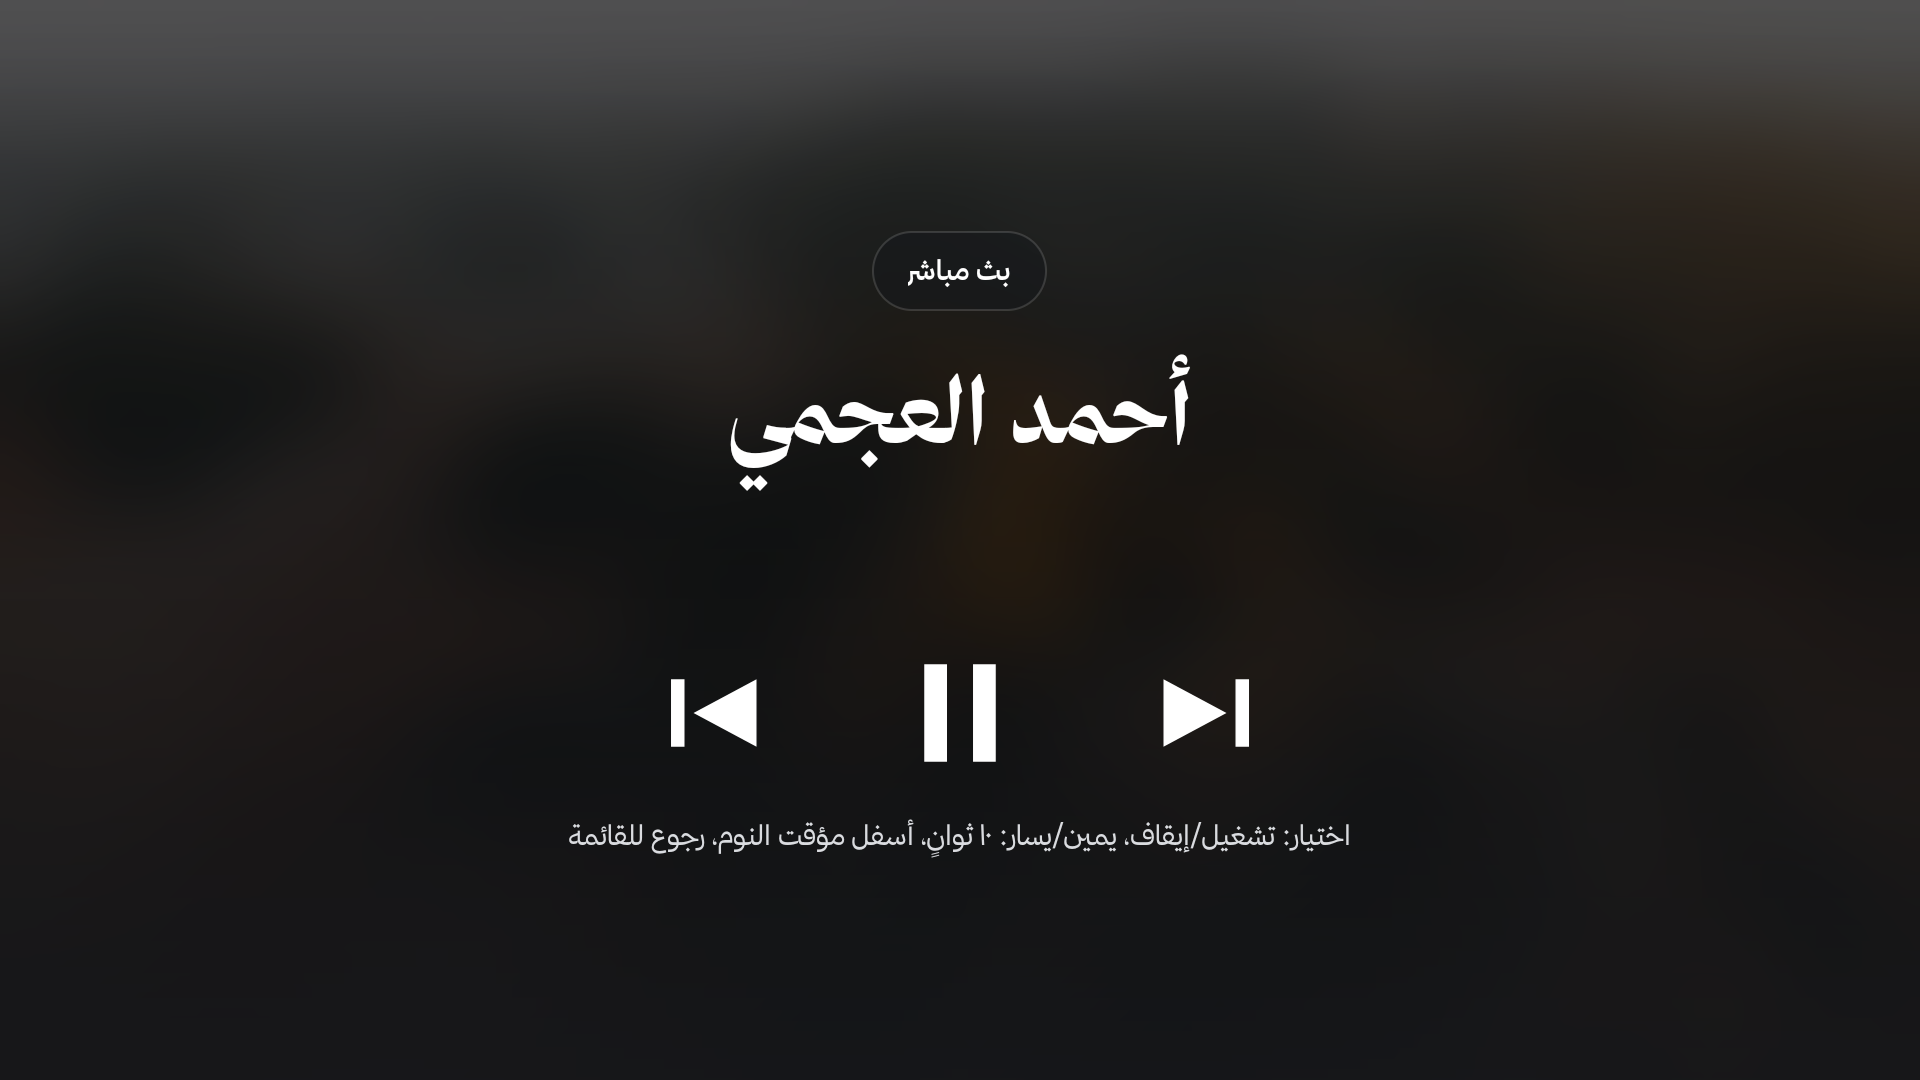 بث مباشر
أحمد العجمي
اختيار: تشغيل/إيقاف، يمين/يسار: ١٠ ثوانٍ، أسفل مؤقت النوم، رجوع للقائمة